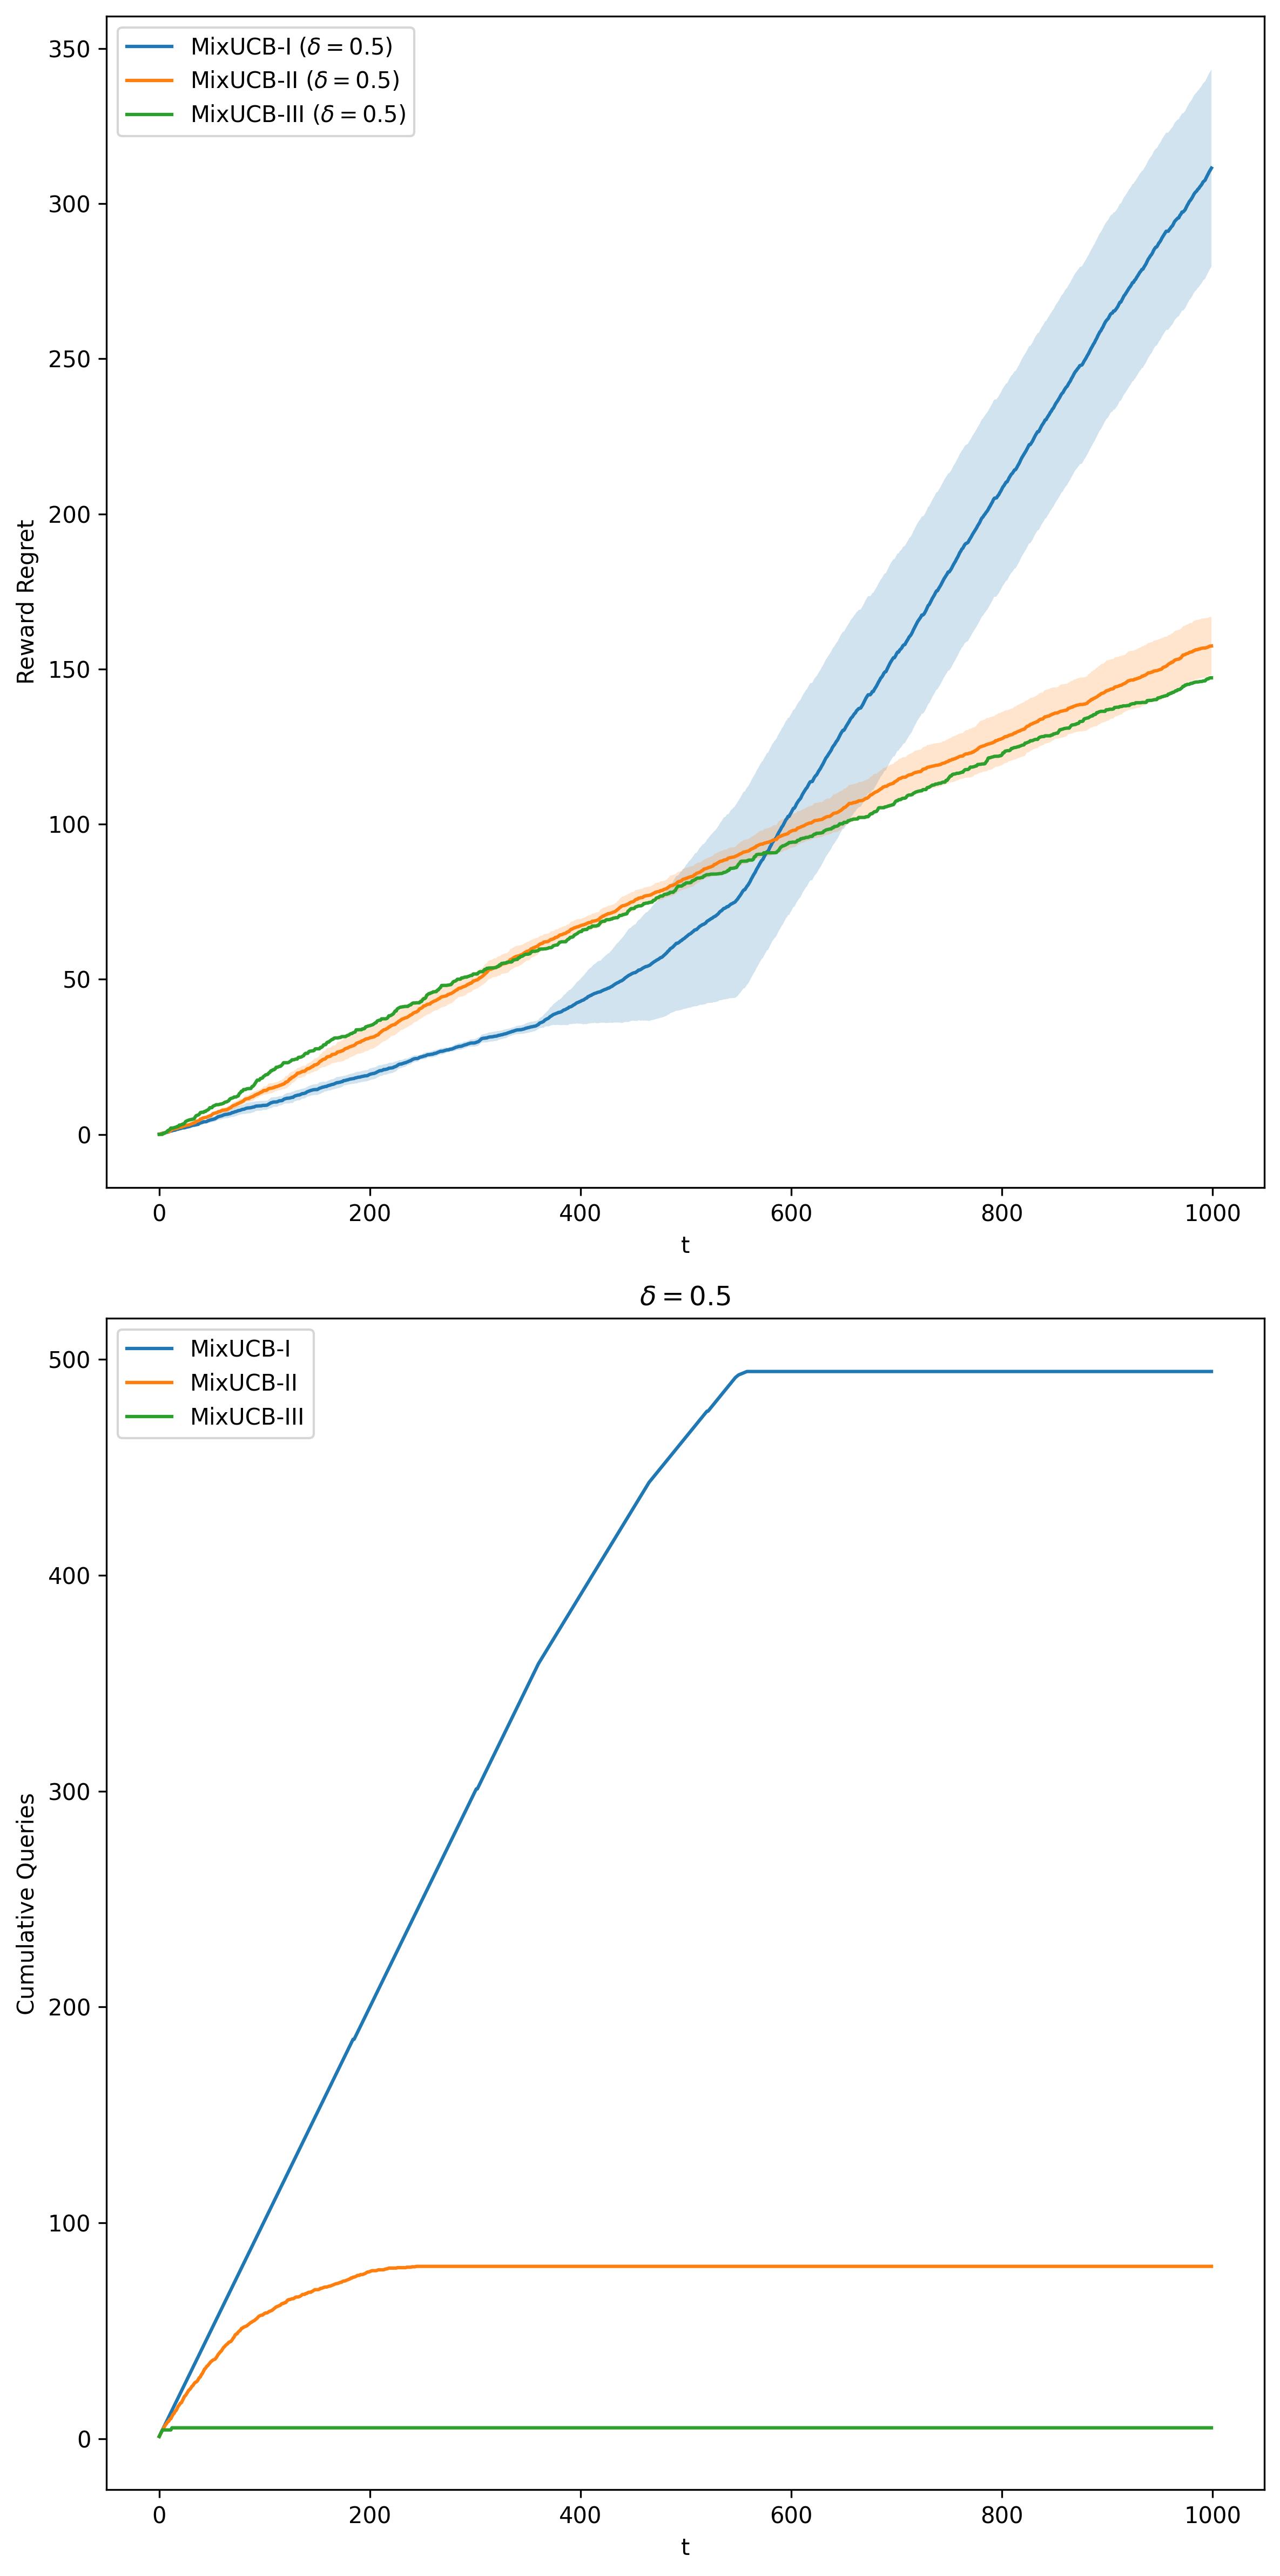 MixUCB-I (δ = 0.5)
MixUCB-II (δ = 0.5)
MixUCB-III (δ = 0.5)
350
300
250
200
150
100
50
0
Reward Regret
0 200 400 600 800 1000
t
δ = 0.5
MixUCB-I
MixUCB-II
MixUCB-III
500
400
300
200
100
0
Cumulative Queries
0 200 400 600 800 1000
t